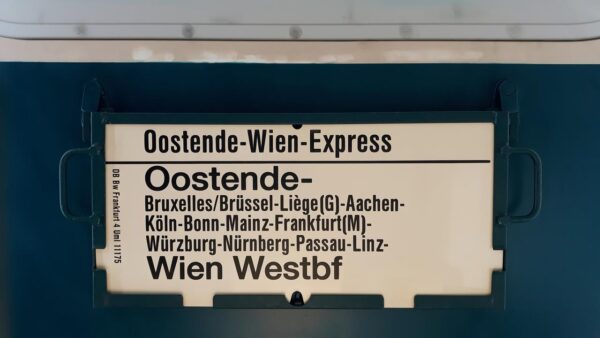 Oostende-Wien-Express
Oostende-
Bruxelles/Brüssel-Liège(G)-Aachen-
Köln-Bonn-Mainz-Frankfurt(M)-
Würzburg-Nürnberg-Passau-Linz-
Wien Westbf
DB Bw Frankfurt 4 Uml 11175